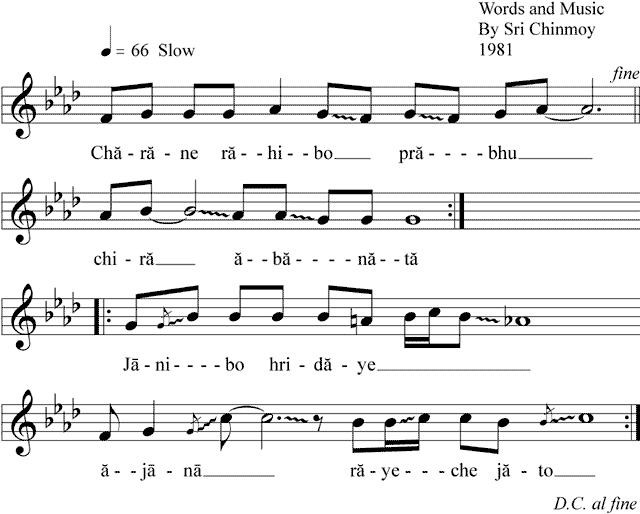 Words and Music
By Sri Chinmoy
♩ = 66 Slow 1981
fine
Chă - ră - ne ră - hi - bo pră - - - - bhu
chi - ră ă - bă - - - - nă - tă
Jā - ni - - - - bo hri - dă - ye
ă - - jā - nā ră - ye - - - che jă - to
D.C. al fine